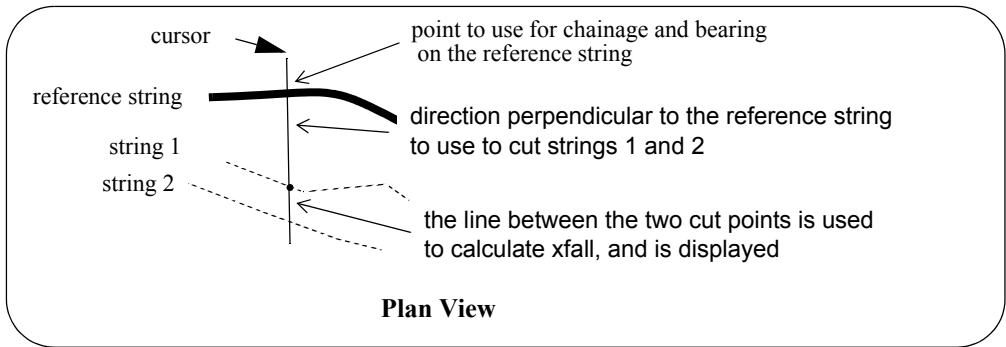 cursor
point to use for chainage and bearing
on the reference string
reference string
direction perpendicular to the reference string
to use to cut strings 1 and 2
string 1
string 2
the line between the two cut points is used
to calculate xfall, and is displayed
Plan View